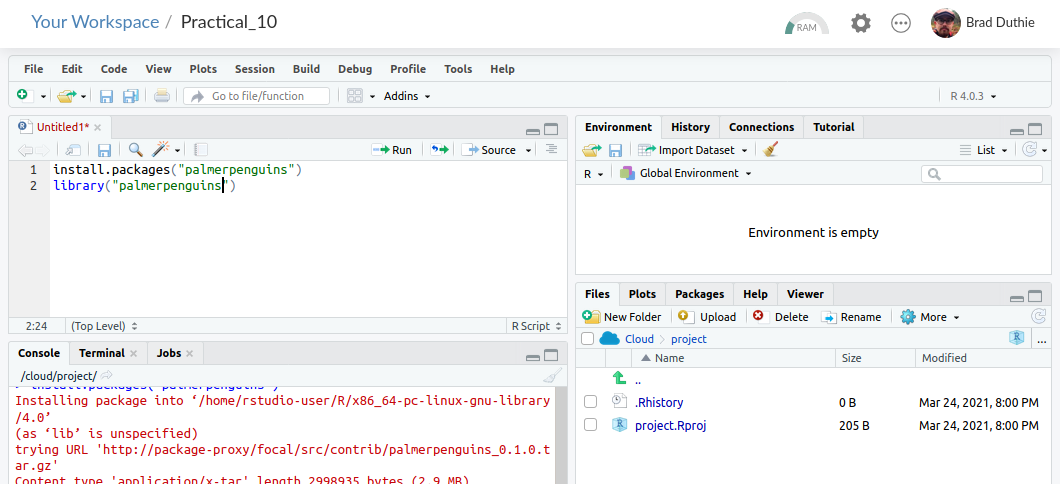 Your Workspace / Practical_10
RAM
Brad Duthie
File Edit Code View Plots Session Build Debug Profile Tools Help
Go to file/function Addins R 4.0.3
Untitled1*
Run Source
1 install.packages("palmerpenguins")
2 library("palmerpenguins")
2:24 (Top Level) R Script
Console Terminal Jobs
/cloud/project/
> install.packages("palmerpenguins")
Installing package into ‘/home/rstudio-user/R/x86_64-pc-linux-gnu-library
/4.0’
(as ‘lib’ is unspecified)
trying URL 'http://package-proxy/focal/src/contrib/palmerpenguins_0.1.0.t
ar.gz'
Content type 'application/x-tar' length 2998935 bytes (2.9 MB)
Environment History Connections Tutorial
Import Dataset List
R Global Environment
Environment is empty
Files Plots Packages Help Viewer
New Folder Upload Delete Rename More
Cloud project R ...
Name Size Modified
..
.Rhistory 0 B Mar 24, 2021, 8:00 PM
project.Rproj 205 B Mar 24, 2021, 8:00 PM